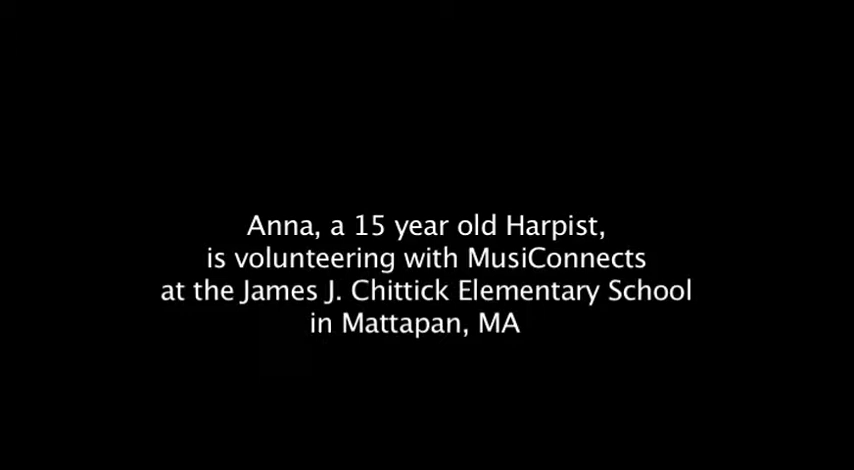 Anna, a 15 year old Harpist,
is volunteering with MusiConnects
at the James J. Chittick Elementary School
in Mattapan, MA